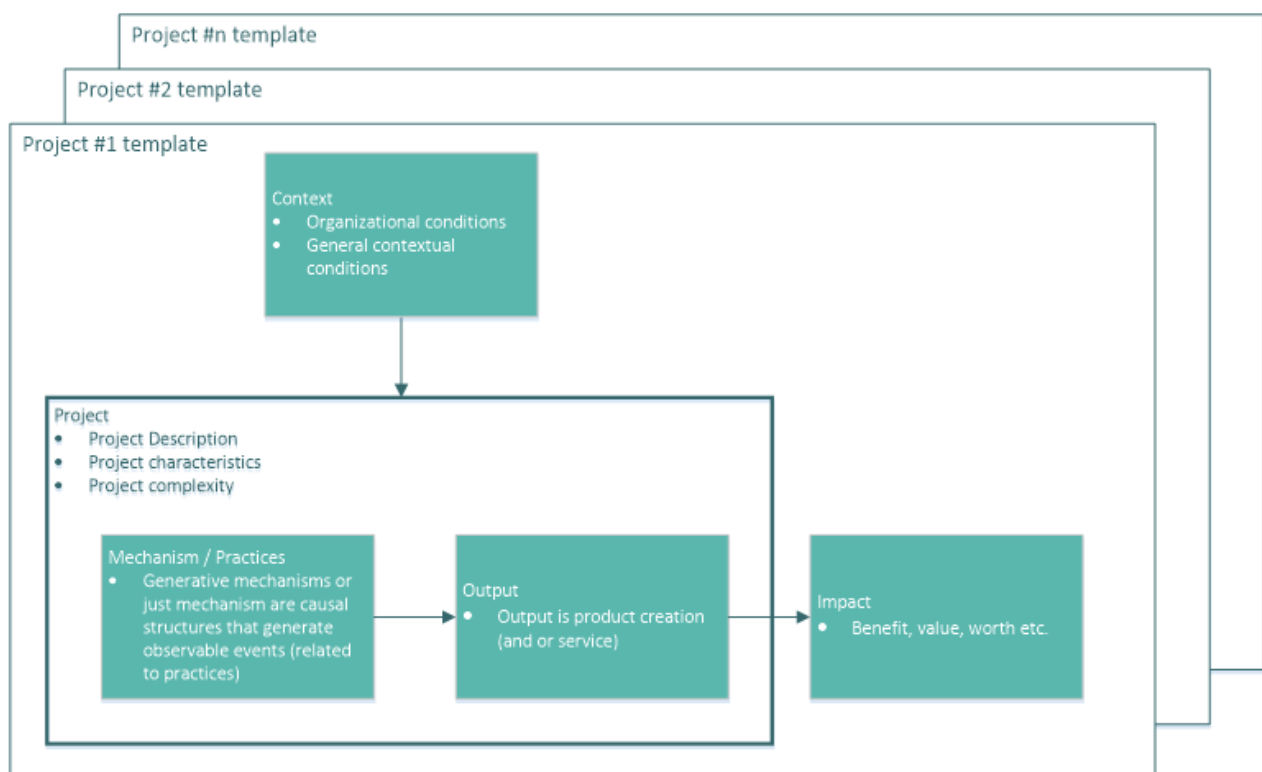 Project #n template
Project #2 template
Project #1 template
Context
• Organizational conditions
• General contextual
conditions
Project
• Project Description
• Project characteristics
• Project complexity
Mechanism / Practices
• Generative mechanisms or
just mechanism are causal
structures that generate
observable events (related
to practices)
Output
• Output is product creation
(and or service)
Impact
• Benefit, value, worth etc.